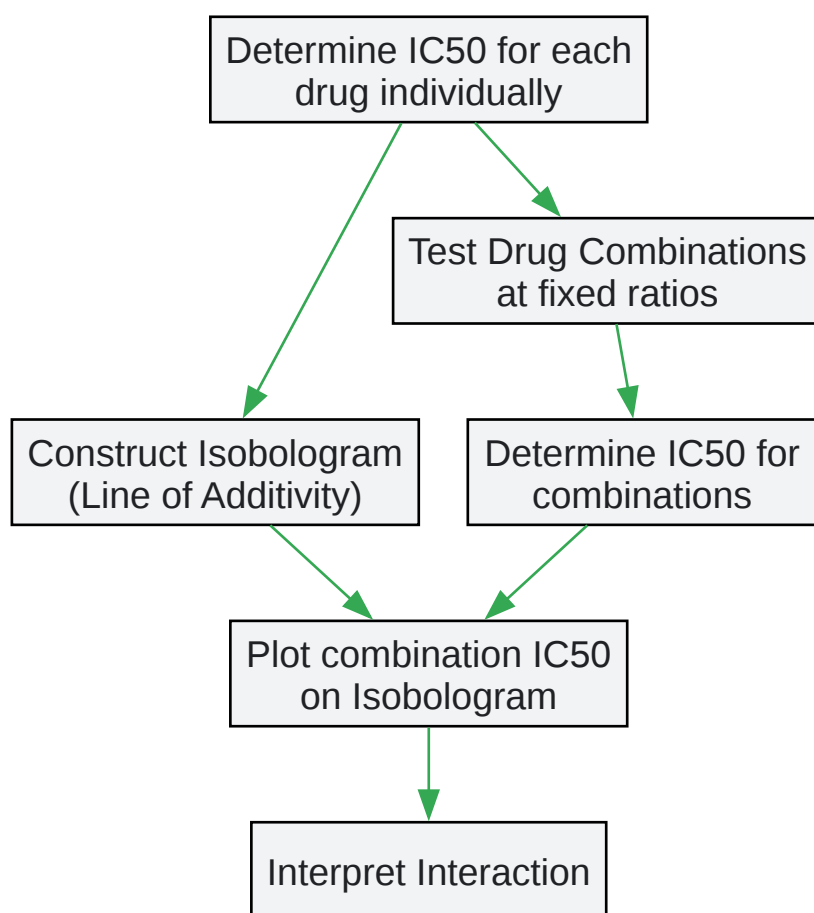 Determine IC50 for each
drug individually
Test Drug Combinations
at fixed ratios
Construct Isobologram
(Line of Additivity)
Determine IC50 for
combinations
Plot combination IC50
on Isobologram
Interpret Interaction